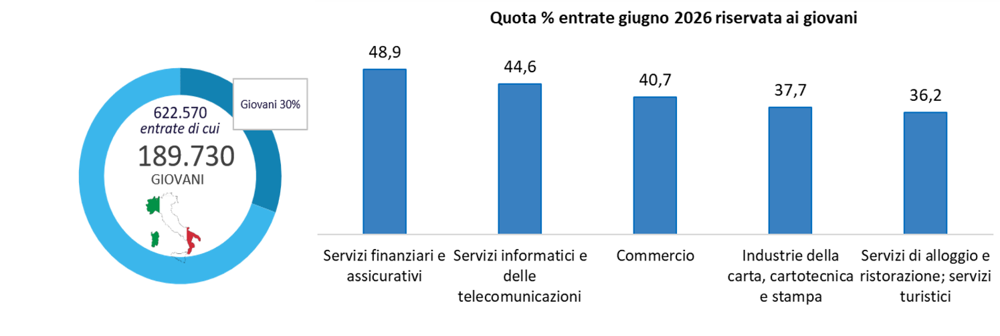 622.570
entrate di cui
189.730
GIOVANI
Giovani 30%
Quota % entrate giugno 2026 riservata ai giovani
48,9
44,6
40,7
37,7
36,2
Servizi finanziari e
assicurativi
Servizi informatici e
delle
telecomunicazioni
Commercio
Industrie della
carta, cartotecnica
e stampa
Servizi di alloggio e
ristorazione; servizi
turistici